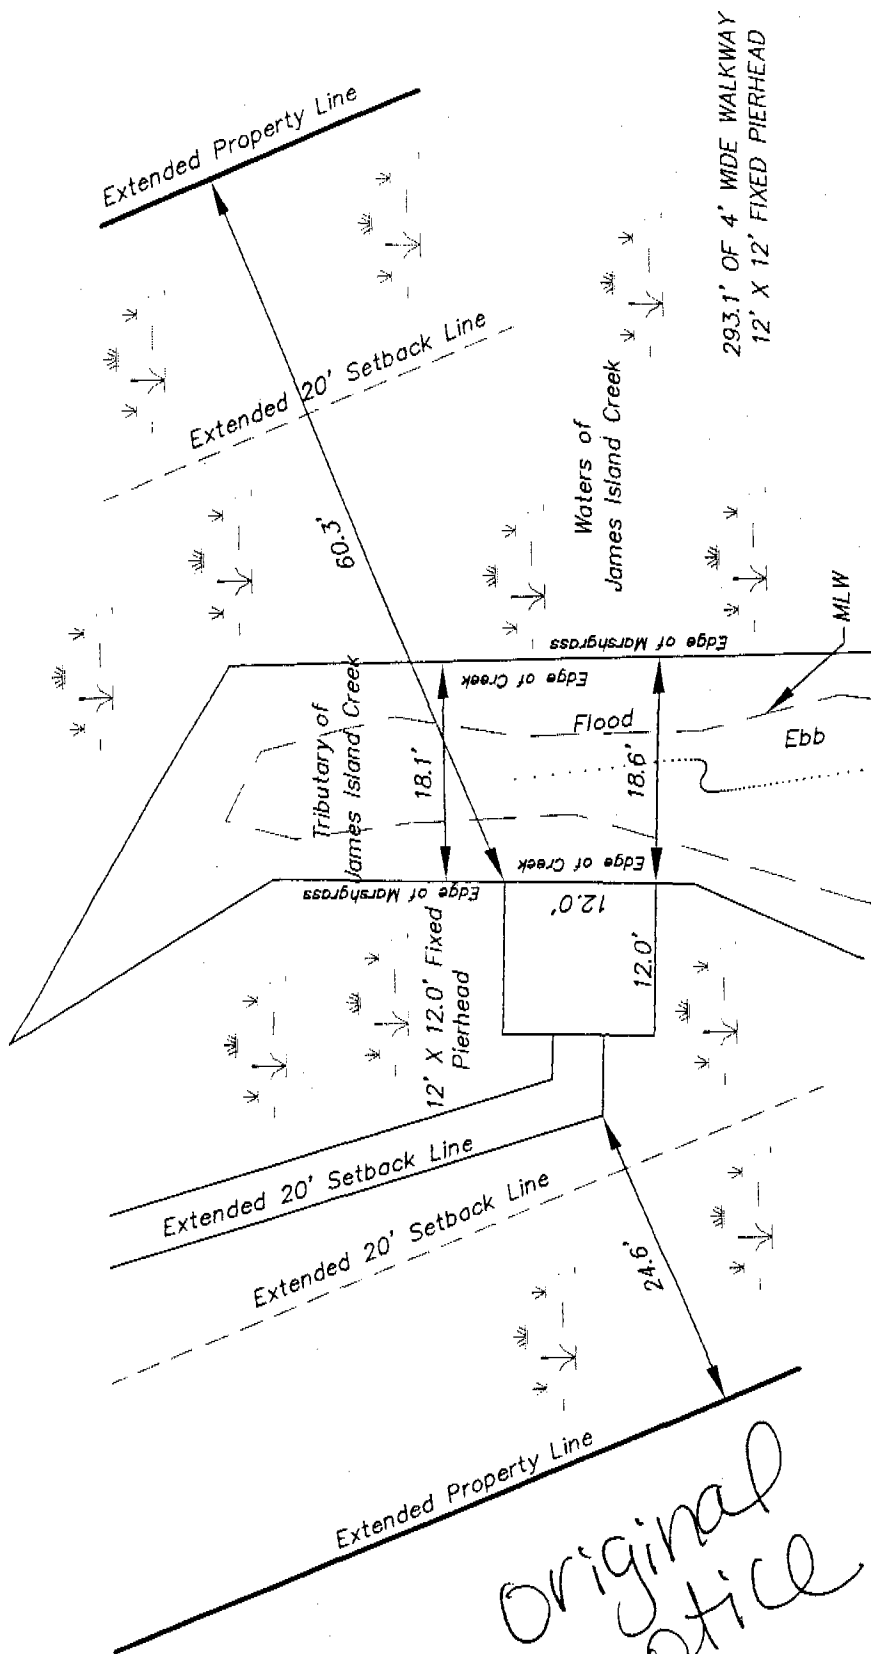 Extended Property Line
293.1' OF 4' WIDE WALKWAY
12' X 12' FIXED PIERHEAD
Extended 20' Setback Line
60.3'
Waters of
James Island Creek
Edge of Marshgrass
Edge of Creek
MLW
Tributary of
James Island Creek
18.1'
Flood
18.6'
Ebb
Edge of Creek
Edge of Marshgrass
12.0'
12.0'
12' X 12.0' Fixed
Pierhead
Extended 20' Setback Line
Extended 20' Setback Line
24.6'
Extended Property Line
original
otice